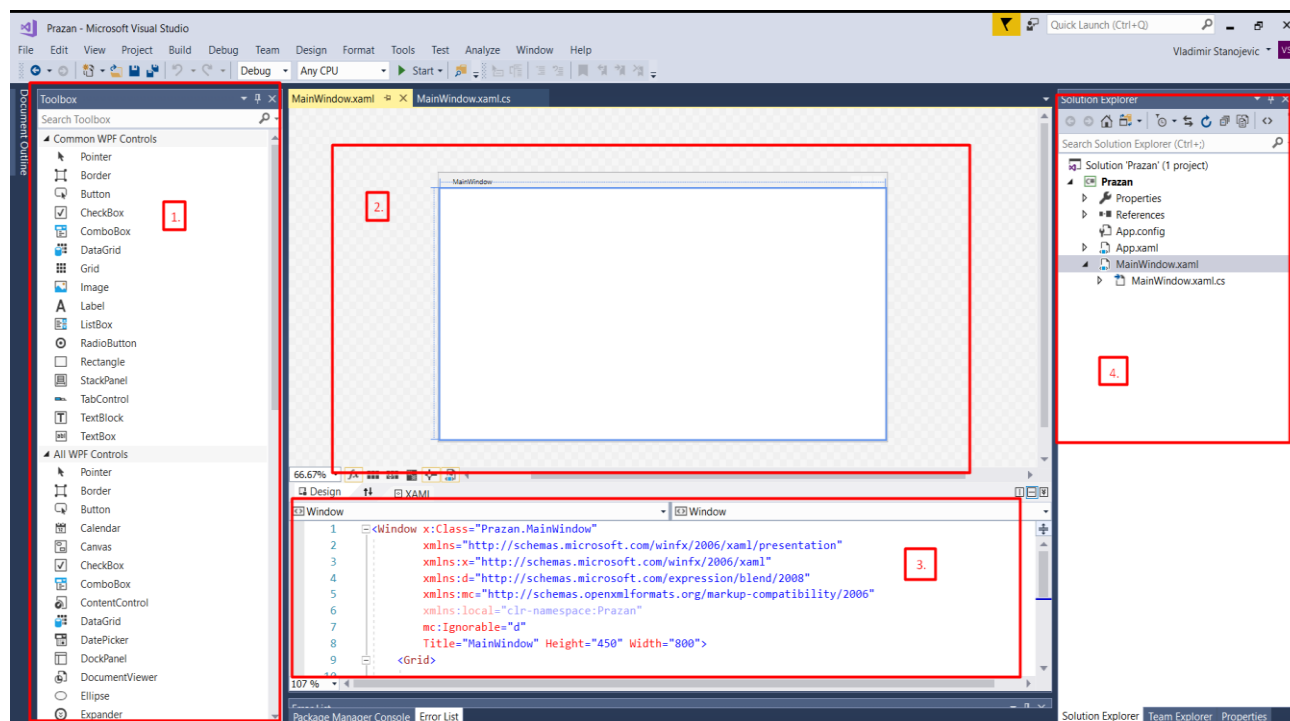 Prazan - Microsoft Visual Studio
Quick Launch (Ctrl+Q)
File Edit View Project Build Debug Team Design Format Tools Test Analyze Window Help
Vladimir Stanojevic
VS
Debug Any CPU Start
Document Outline
Toolbox
Search Toolbox
Common WPF Controls
Pointer
Border
Button
CheckBox
ComboBox
DataGrid
Grid
Image
Label
ListBox
RadioButton
Rectangle
StackPanel
TabControl
TextBlock
TextBox
All WPF Controls
Pointer
Border
Button
Calendar
Canvas
CheckBox
ComboBox
ContentControl
DataGrid
DatePicker
DockPanel
DocumentViewer
Ellipse
Expander
1.
MainWindow.xaml MainWindow.xaml.cs
MainWindow
2.
66.67%
Design XAML
Window Window
1 <Window x:Class="Prazan.MainWindow"
2 xmlns="http://schemas.microsoft.com/winfx/2006/xaml/presentation"
3 xmlns:x="http://schemas.microsoft.com/winfx/2006/xaml"
4 xmlns:d="http://schemas.microsoft.com/expression/blend/2008"
5 xmlns:mc="http://schemas.openxmlformats.org/markup-compatibility/2006"
6 xmlns:local="clr-namespace:Prazan"
7 mc:Ignorable="d"
8 Title="MainWindow" Height="450" Width="800">
9 <Grid>
10
3.
107 %
Error List
Package Manager Console Error List
Solution Explorer
Search Solution Explorer (Ctrl+;)
Solution 'Prazan' (1 project)
Prazan
Properties
References
App.config
App.xaml
MainWindow.xaml
MainWindow.xaml.cs
4.
Solution Explorer Team Explorer Properties